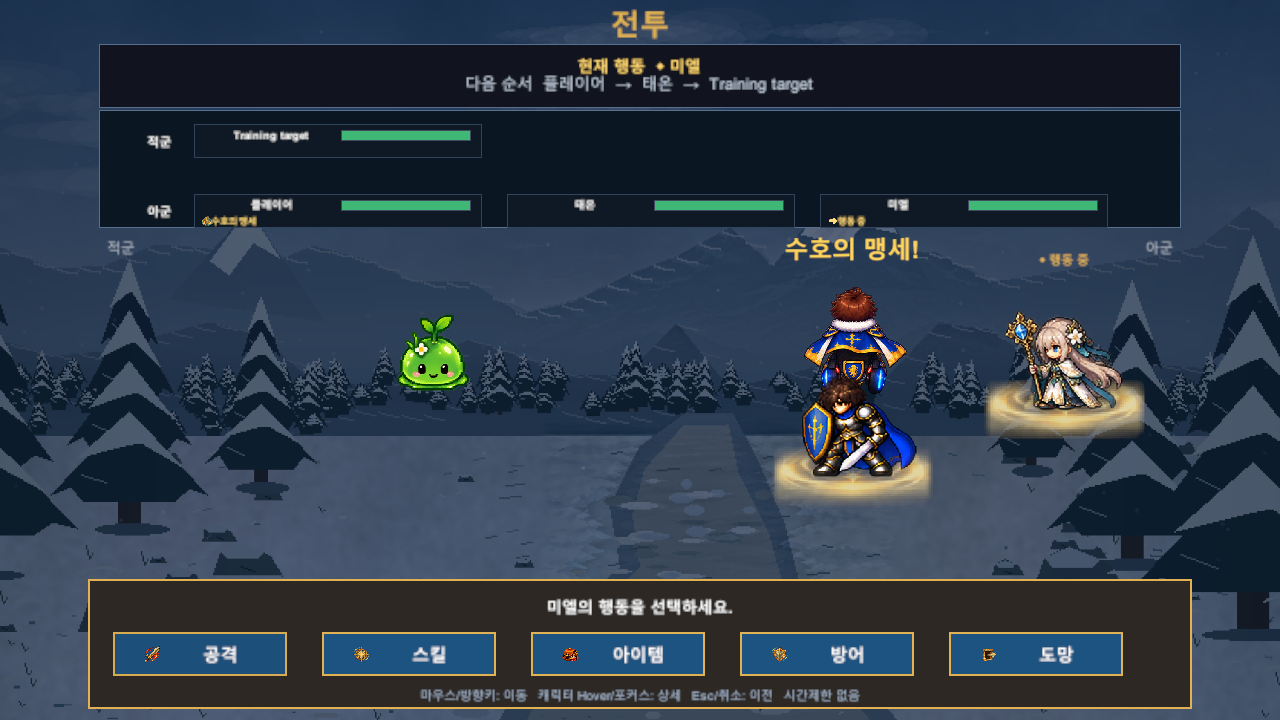 전투
현재 행동 ◆ 미엘
다음 순서 플레이어 → 태온 → Training target
적군
Training target
아군
플레이어
수호의 맹세
태온
미엘
➡행동 중
적군
수호의 맹세!
◆ 행동 중
아군
미엘의 행동을 선택하세요.
공격
스킬
아이템
방어
도망
마우스/방향키: 이동 캐릭터 Hover/포커스: 상세 Esc/취소: 이전 시간제한 없음